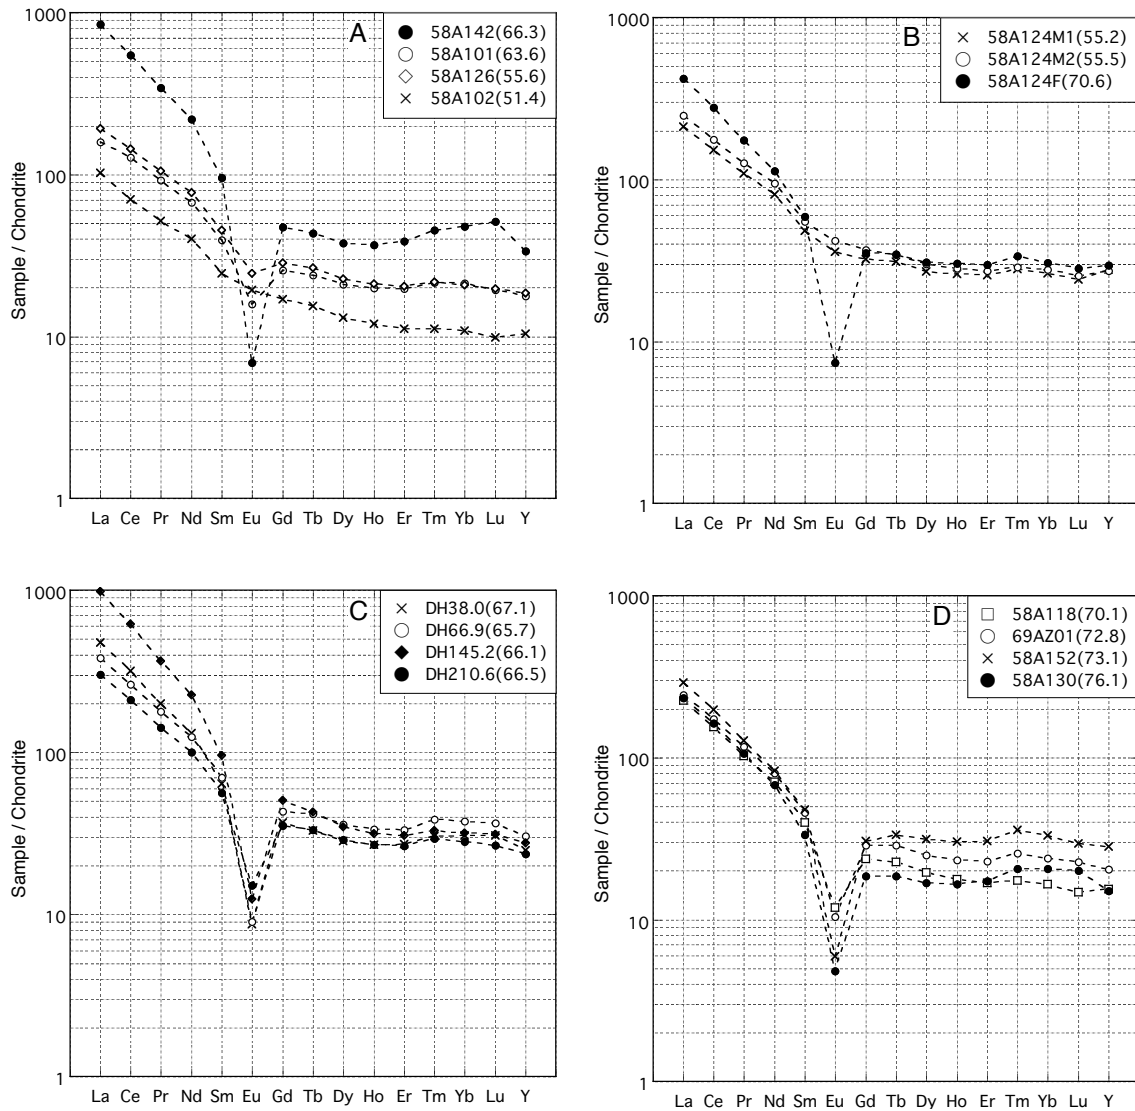 A
58A142(66.3)
58A101(63.6)
58A126(55.6)
58A102(51.4)
1000
100
10
1
Sample / Chondrite
La Ce Pr Nd Sm Eu Gd Tb Dy Ho Er Tm Yb Lu Y
B
58A124M1(55.2)
58A124M2(55.5)
58A124F(70.6)
1000
100
10
1
Sample / Chondrite
La Ce Pr Nd Sm Eu Gd Tb Dy Ho Er Tm Yb Lu Y
C
DH38.0(67.1)
DH66.9(65.7)
DH145.2(66.1)
DH210.6(66.5)
1000
100
10
1
Sample / Chondrite
La Ce Pr Nd Sm Eu Gd Tb Dy Ho Er Tm Yb Lu Y
D
58A118(70.1)
69AZ01(72.8)
58A152(73.1)
58A130(76.1)
1000
100
10
1
Sample / Chondrite
La Ce Pr Nd Sm Eu Gd Tb Dy Ho Er Tm Yb Lu Y